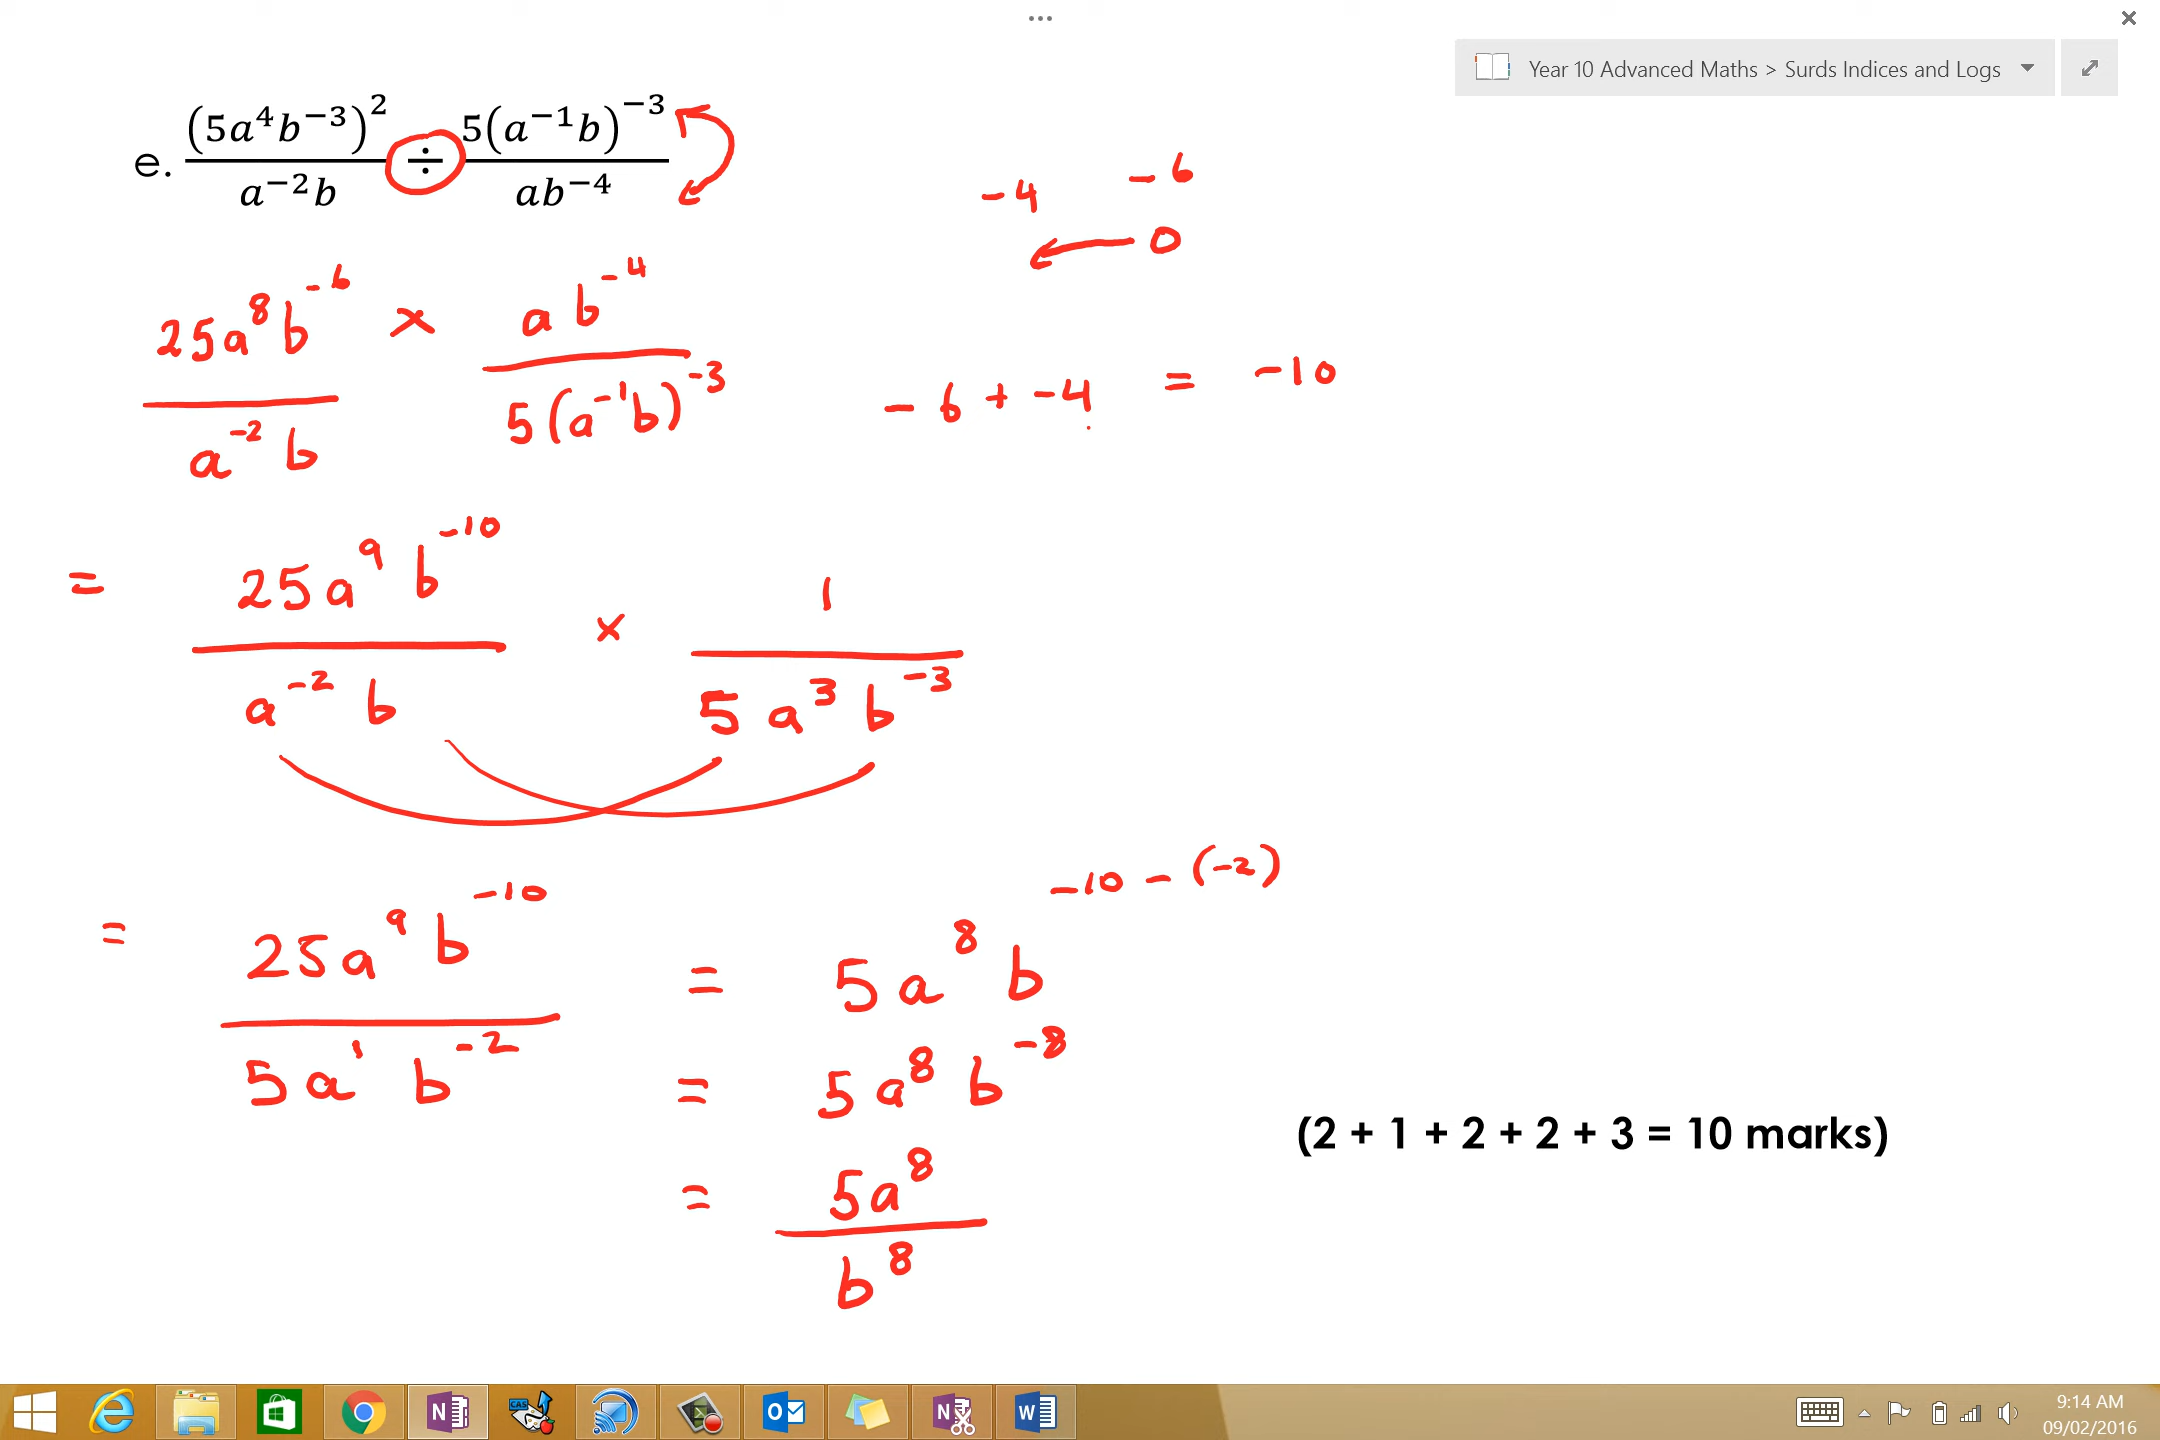 ...
Year 10 Advanced Maths > Surds Indices and Logs
e. (5a⁴b⁻³)² / a⁻²b ÷ 5(a⁻¹b)⁻³ / ab⁻⁴
-4 -6
← 0
25a⁸b⁻⁶ / a⁻²b × ab⁻⁴ / 5(a⁻¹b)⁻³
-6 + -4 = -10
= 25a⁹b⁻¹⁰ / a⁻²b × 1 / 5a³b⁻³
= 25a⁹b⁻¹⁰ / 5a¹b⁻² = 5a⁸b⁻¹⁰⁻⁽⁻²⁾
= 5a⁸b⁻⁸
= 5a⁸ / b⁸
(2 + 1 + 2 + 2 + 3 = 10 marks)
9:14 AM
09/02/2016